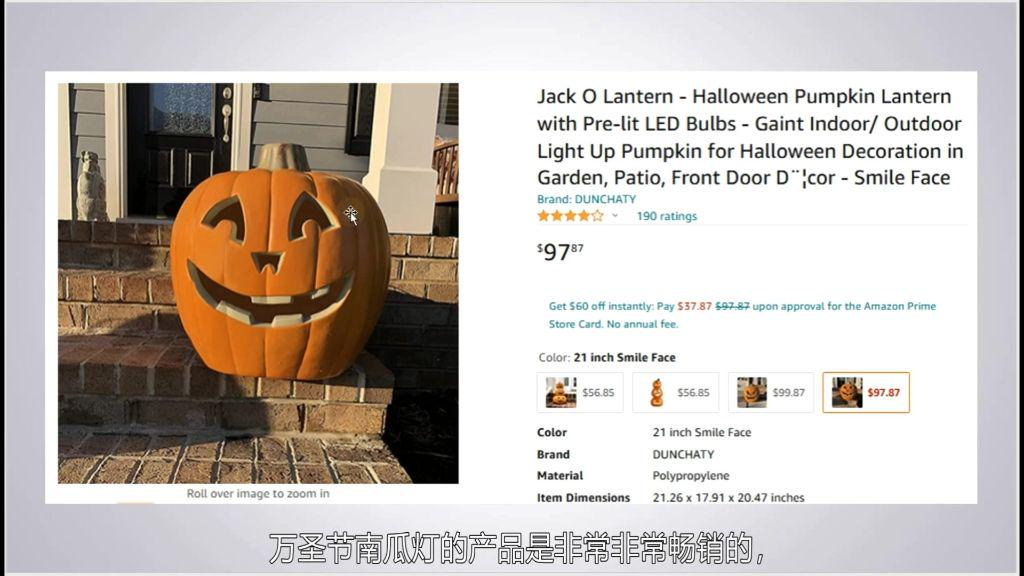 Jack O Lantern - Halloween Pumpkin Lantern
with Pre-lit LED Bulbs - Gaint Indoor/ Outdoor
Light Up Pumpkin for Halloween Decoration in
Garden, Patio, Front Door D¨¦cor - Smile Face
Brand: DUNCHATY
190 ratings
$97 87
Get $60 off instantly: Pay $37.87 $97.87 upon approval for the Amazon Prime
Store Card. No annual fee.
Color: 21 inch Smile Face
$56.85 $56.85 $99.87 $97.87
Color 21 inch Smile Face
Brand DUNCHATY
Material Polypropylene
Item Dimensions 21.26 x 17.91 x 20.47 inches
Roll over image to zoom in
万圣节南瓜灯的产品是非常非常畅销的，